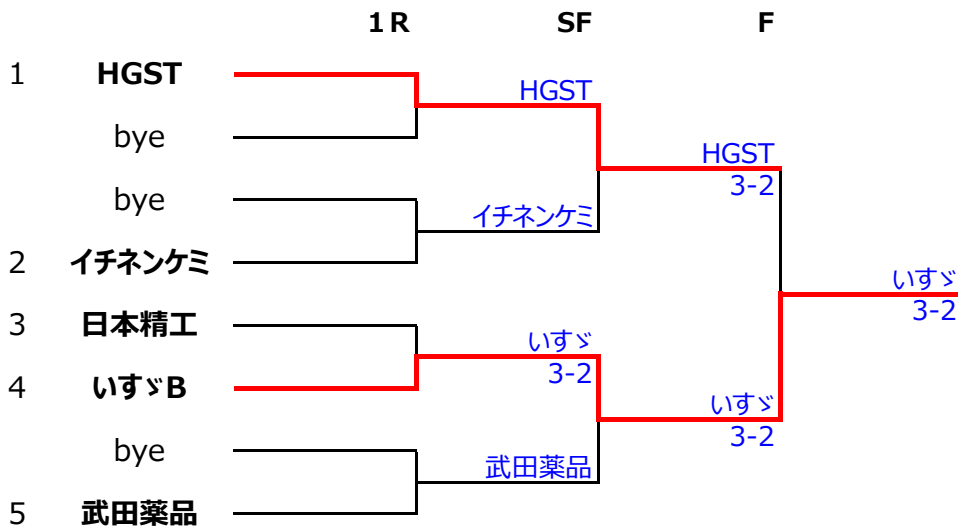 1R SF F
1 HGST
HGST
bye
HGST
3-2
bye
イチネンケミ
2 イチネンケミ
いすゞ
3-2
3 日本精工
いすゞ
3-2
4 いすゞB
いすゞ
3-2
bye
武田薬品
5 武田薬品